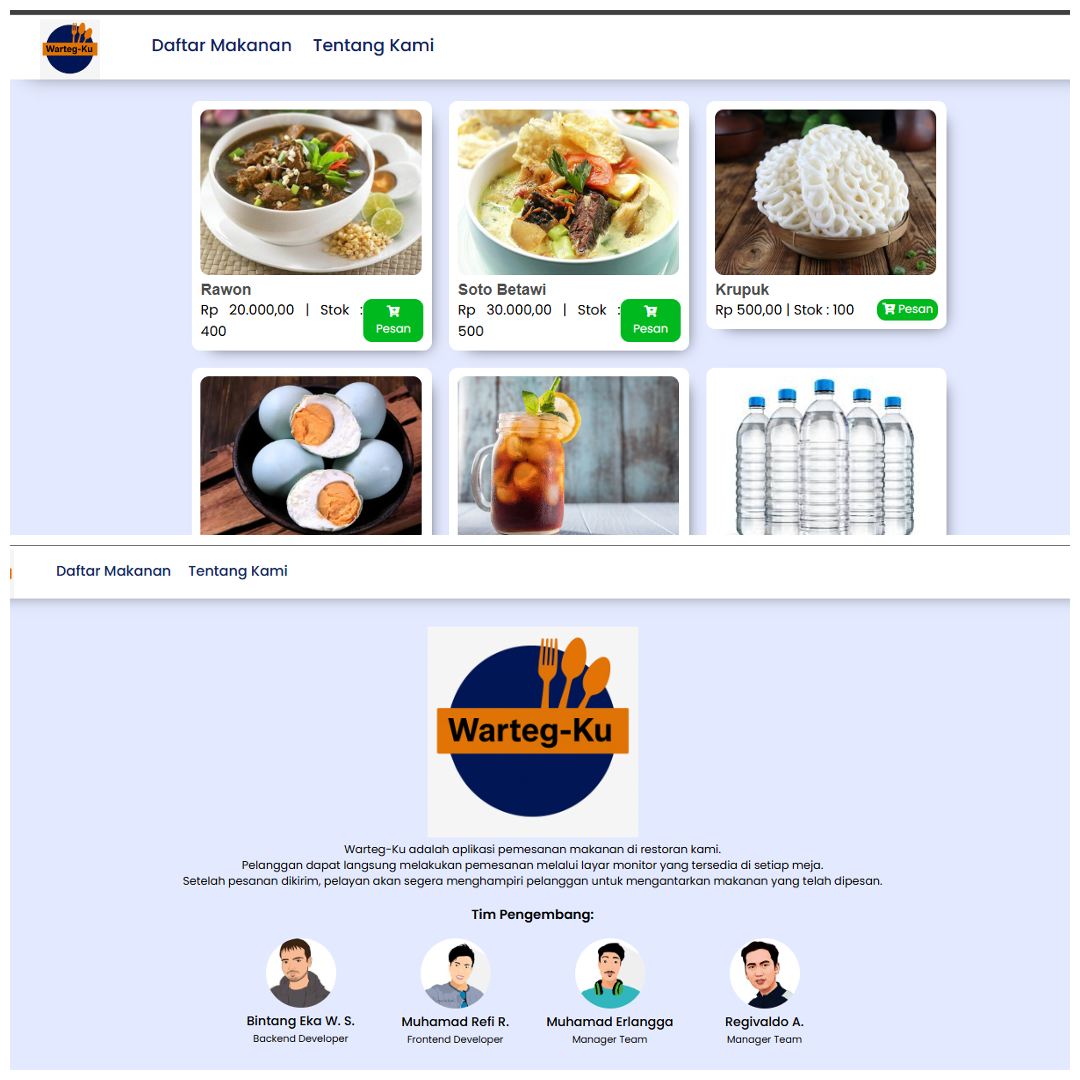 Warteg-Ku
Daftar Makanan Tentang Kami
Rawon
Rp 20.000,00 | Stok :
400
Pesan
Soto Betawi
Rp 30.000,00 | Stok :
500
Pesan
Krupuk
Rp 500,00 | Stok : 100
Pesan
Daftar Makanan Tentang Kami
Warteg-Ku
Warteg-Ku adalah aplikasi pemesanan makanan di restoran kami.
Pelanggan dapat langsung melakukan pemesanan melalui layar monitor yang tersedia di setiap meja.
Setelah pesanan dikirim, pelayan akan segera menghampiri pelanggan untuk mengantarkan makanan yang telah dipesan.
Tim Pengembang:
Bintang Eka W. S.
Backend Developer
Muhamad Refi R.
Frontend Developer
Muhamad Erlangga
Manager Team
Regivaldo A.
Manager Team